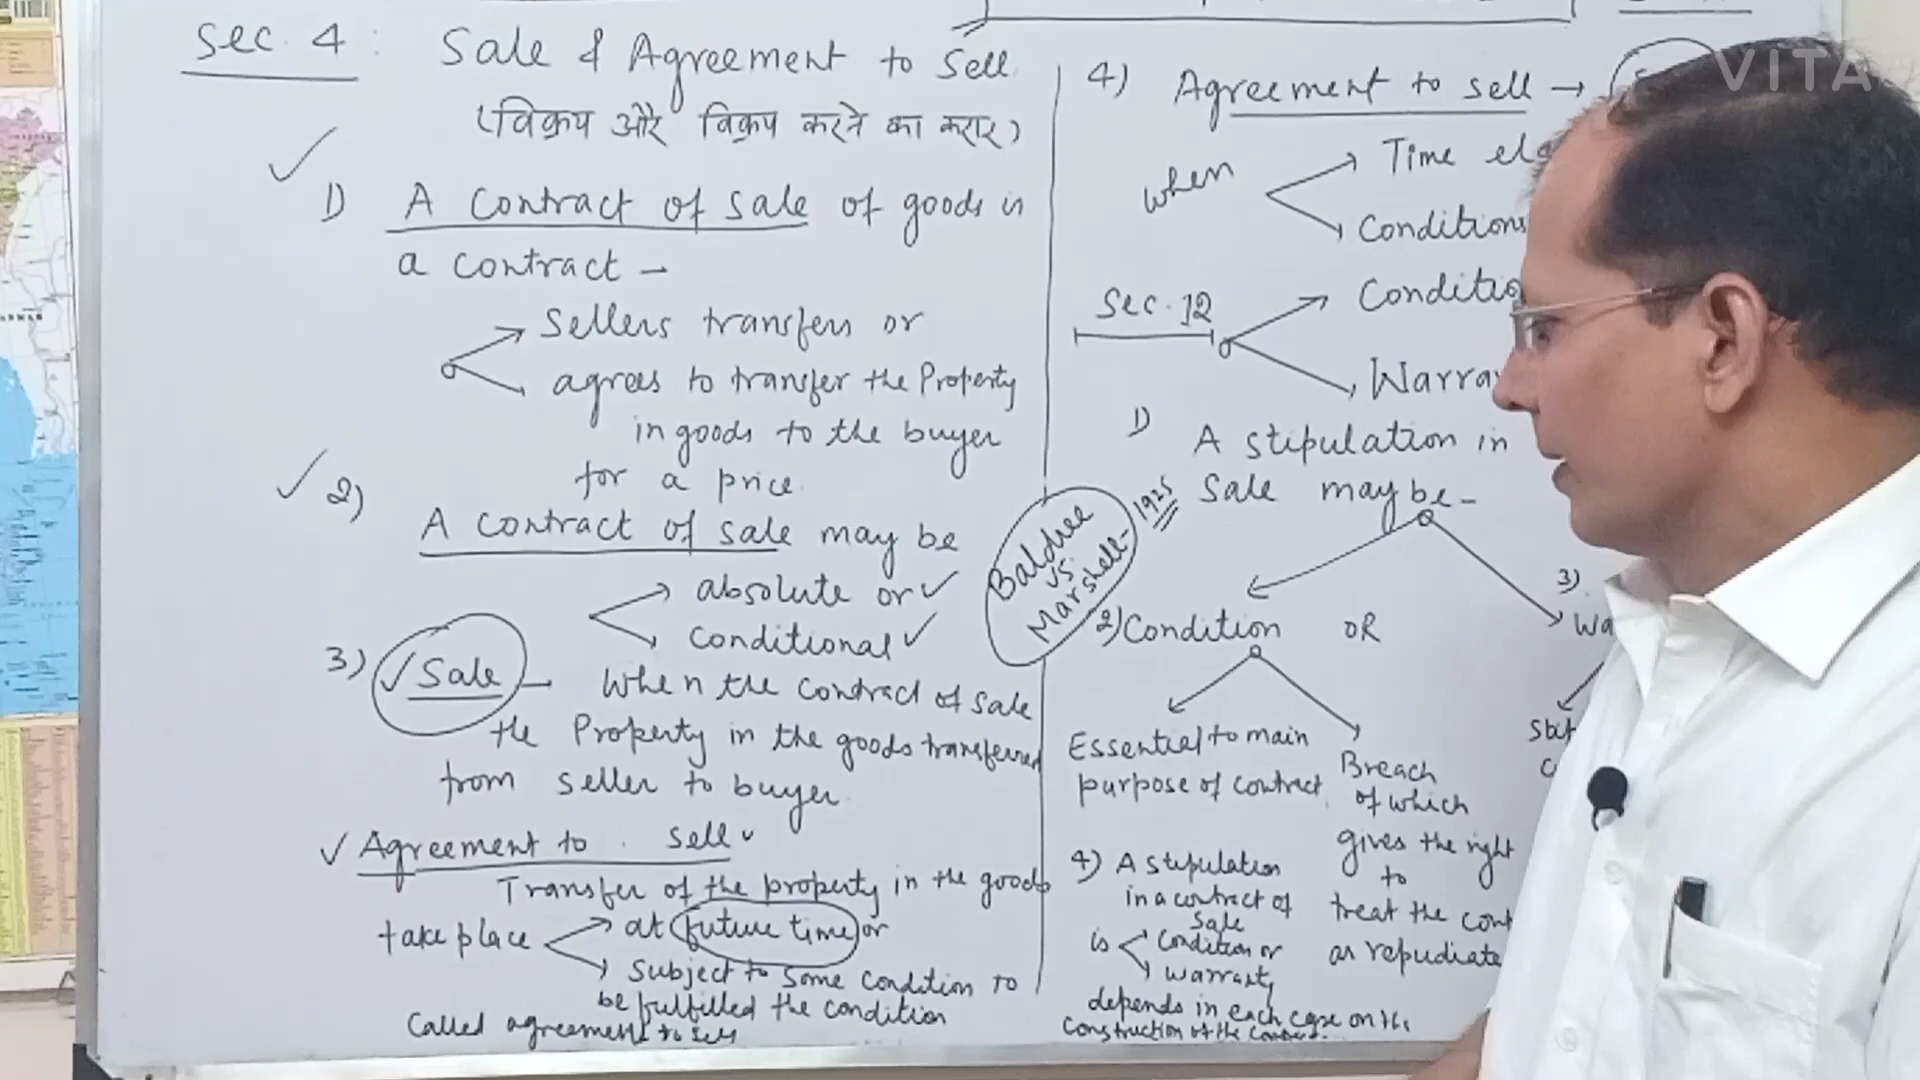 Sec. 4 : Sale & Agreement to Sell
(विक्रय और विक्रय करने का करार)
1) A Contract of Sale of goods is
a contract -
Sellers transfers or
agrees to transfer the Property
in goods to the buyer
for a price.
2) A contract of sale may be
absolute or
Conditional
3) Sale - When the contract of sale
the Property in the goods transferred
from seller to buyer.
Agreement to sell
Transfer of the property in the goods
take place
at future time or
Subject to some condition to
be fulfilled the condition
Called agreement to sell
4) Agreement to sell →
when
Time
Conditions
Sec. 12
1) A stipulation in
Sale may be -
Baldree
vs.
Marshell - 1925
2) Condition OR
3)
Essential to main
purpose of contract.
Breach
of which
gives the right
to
treat the
as repudiate
4) A stipulation
in a contract of
Sale
is Condition or
warranty
depends in each case on the
Construction of the
VITA